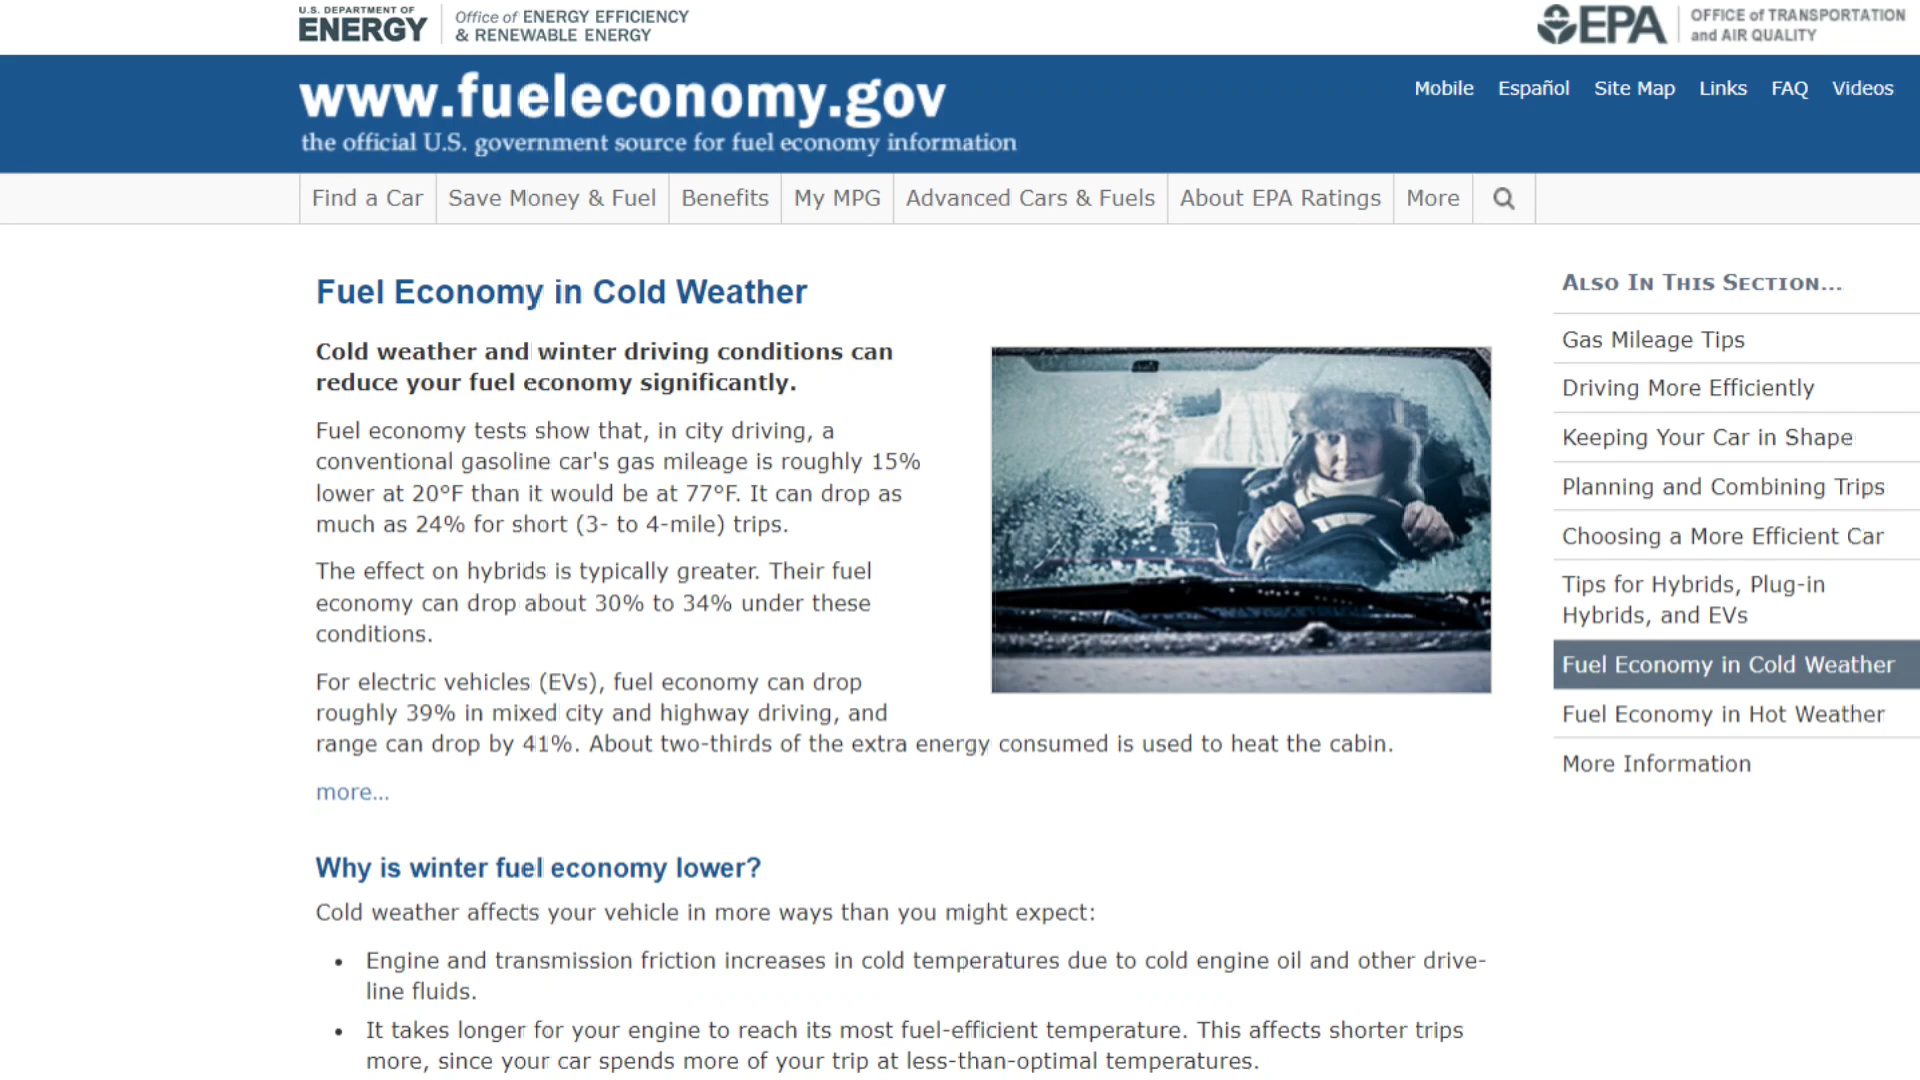 U.S. DEPARTMENT OF
ENERGY
Office of ENERGY EFFICIENCY
& RENEWABLE ENERGY
EPA
OFFICE of TRANSPORTATION
and AIR QUALITY
www.fueleconomy.gov
the official U.S. government source for fuel economy information
Mobile Español Site Map Links FAQ Videos
Find a Car Save Money & Fuel Benefits My MPG Advanced Cars & Fuels About EPA Ratings More
Fuel Economy in Cold Weather
Cold weather and winter driving conditions can
reduce your fuel economy significantly.
Fuel economy tests show that, in city driving, a
conventional gasoline car's gas mileage is roughly 15%
lower at 20°F than it would be at 77°F. It can drop as
much as 24% for short (3- to 4-mile) trips.
The effect on hybrids is typically greater. Their fuel
economy can drop about 30% to 34% under these
conditions.
For electric vehicles (EVs), fuel economy can drop
roughly 39% in mixed city and highway driving, and
range can drop by 41%. About two-thirds of the extra energy consumed is used to heat the cabin.
more...
Why is winter fuel economy lower?
Cold weather affects your vehicle in more ways than you might expect:
• Engine and transmission friction increases in cold temperatures due to cold engine oil and other drive-
line fluids.
• It takes longer for your engine to reach its most fuel-efficient temperature. This affects shorter trips
more, since your car spends more of your trip at less-than-optimal temperatures.
ALSO IN THIS SECTION...
Gas Mileage Tips
Driving More Efficiently
Keeping Your Car in Shape
Planning and Combining Trips
Choosing a More Efficient Car
Tips for Hybrids, Plug-in
Hybrids, and EVs
Fuel Economy in Cold Weather
Fuel Economy in Hot Weather
More Information